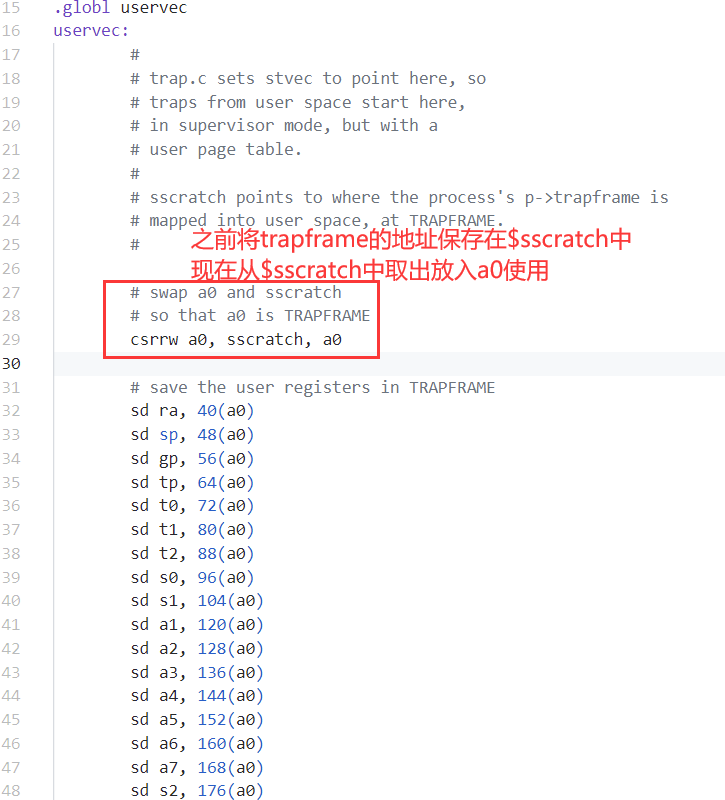 15 .globl uservec
16 uservec:
17 #
18 # trap.c sets stvec to point here, so
19 # traps from user space start here,
20 # in supervisor mode, but with a
21 # user page table.
22 #
23 # sscratch points to where the process's p->trapframe is
24 # mapped into user space, at TRAPFRAME.
25 #
之前将trapframe的地址保存在$sscratch中
26
现在从$sscratch中取出放入a0使用
27 # swap a0 and sscratch
28 # so that a0 is TRAPFRAME
29 csrrw a0, sscratch, a0
30
31 # save the user registers in TRAPFRAME
32 sd ra, 40(a0)
33 sd sp, 48(a0)
34 sd gp, 56(a0)
35 sd tp, 64(a0)
36 sd t0, 72(a0)
37 sd t1, 80(a0)
38 sd t2, 88(a0)
39 sd s0, 96(a0)
40 sd s1, 104(a0)
41 sd a1, 120(a0)
42 sd a2, 128(a0)
43 sd a3, 136(a0)
44 sd a4, 144(a0)
45 sd a5, 152(a0)
46 sd a6, 160(a0)
47 sd a7, 168(a0)
48 sd s2, 176(a0)